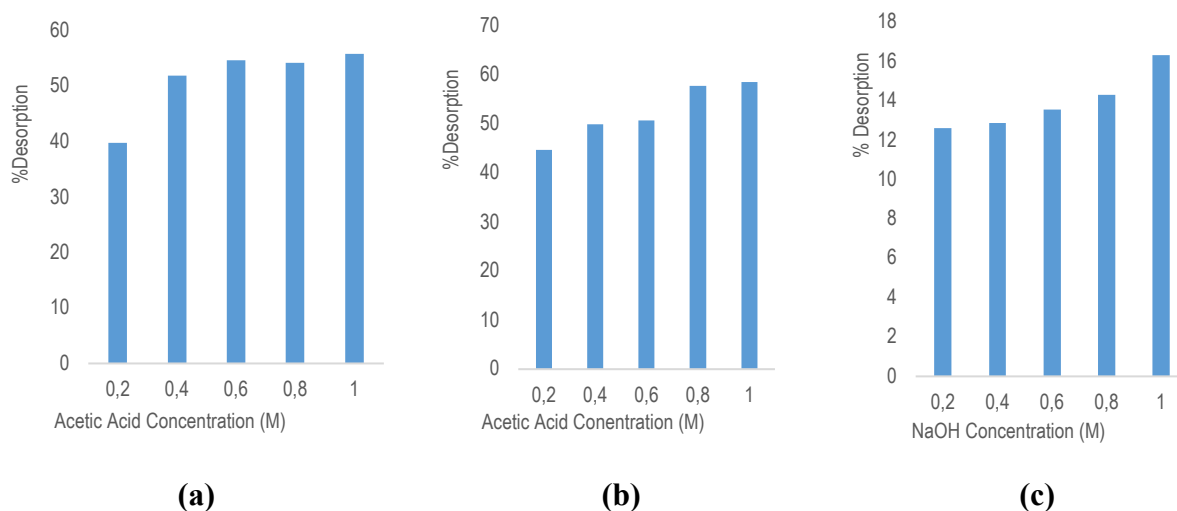 60
50
40
30
20
10
0
%Desorption
0,2 0,4 0,6 0,8 1
Acetic Acid Concentration (M)
(a)
70
60
50
40
30
20
10
0
%Desorption
0,2 0,4 0,6 0,8 1
Acetic Acid Conentration (M)
(b)
18
16
14
12
10
8
6
4
2
0
% Desorption
0,2 0,4 0,6 0,8 1
NaOH Concentration (M)
(c)